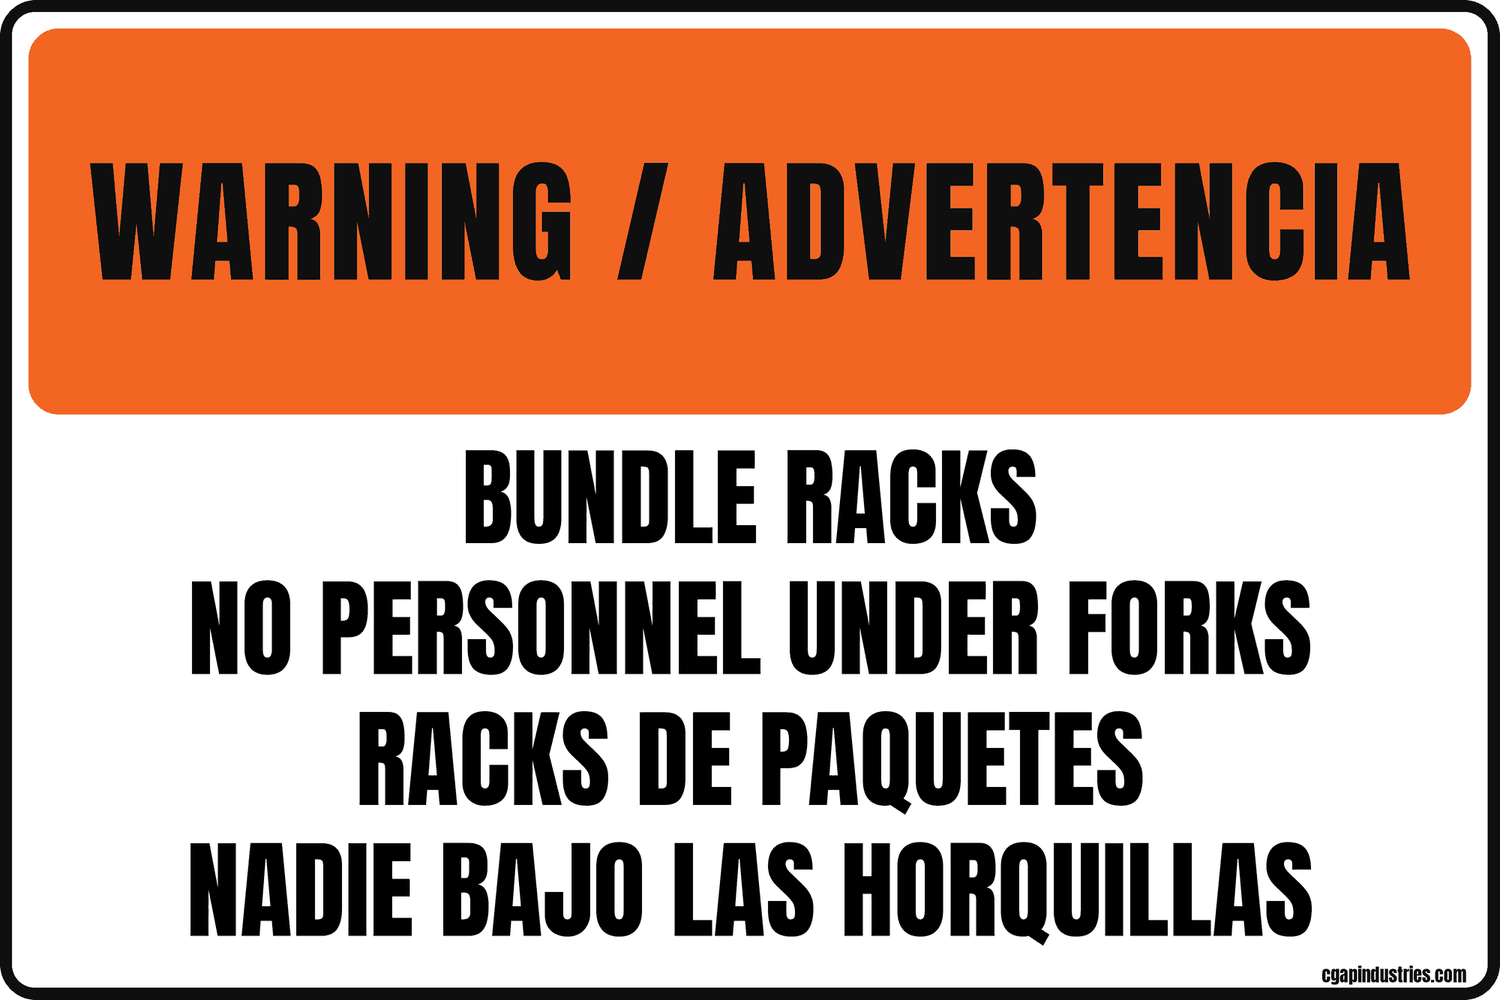 WARNING / ADVERTENCIA
BUNDLE RACKS
NO PERSONNEL UNDER FORKS
RACKS DE PAQUETES
NADIE BAJO LAS HORQUILLAS
cgapindustries.com